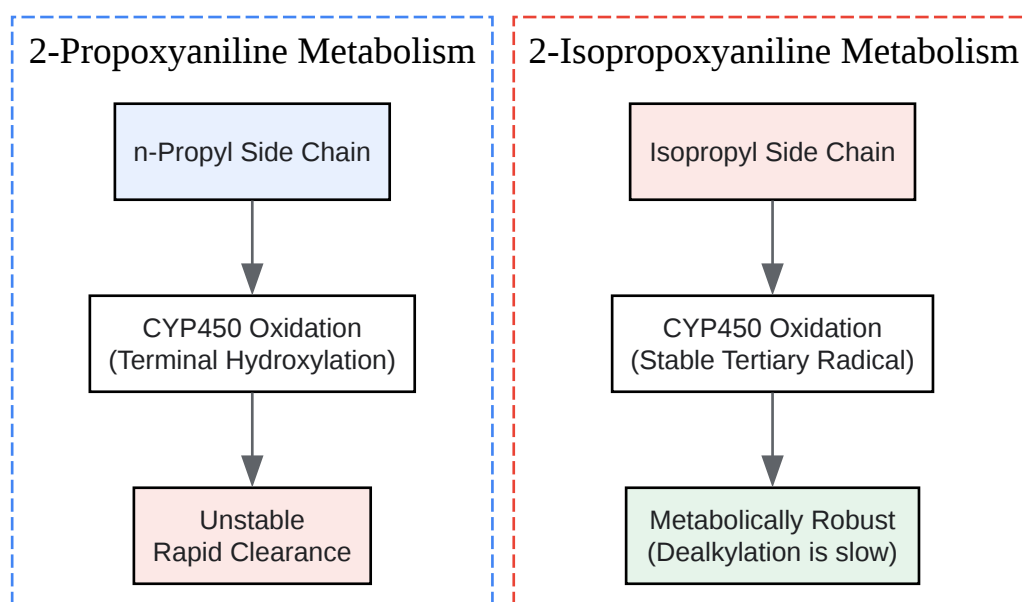 2-Propoxyaniline Metabolism
n-Propyl Side Chain
CYP450 Oxidation
(Terminal Hydroxylation)
Unstable
Rapid Clearance
2-Isopropoxyaniline Metabolism
Isopropyl Side Chain
CYP450 Oxidation
(Stable Tertiary Radical)
Metabolically Robust
(Dealkylation is slow)